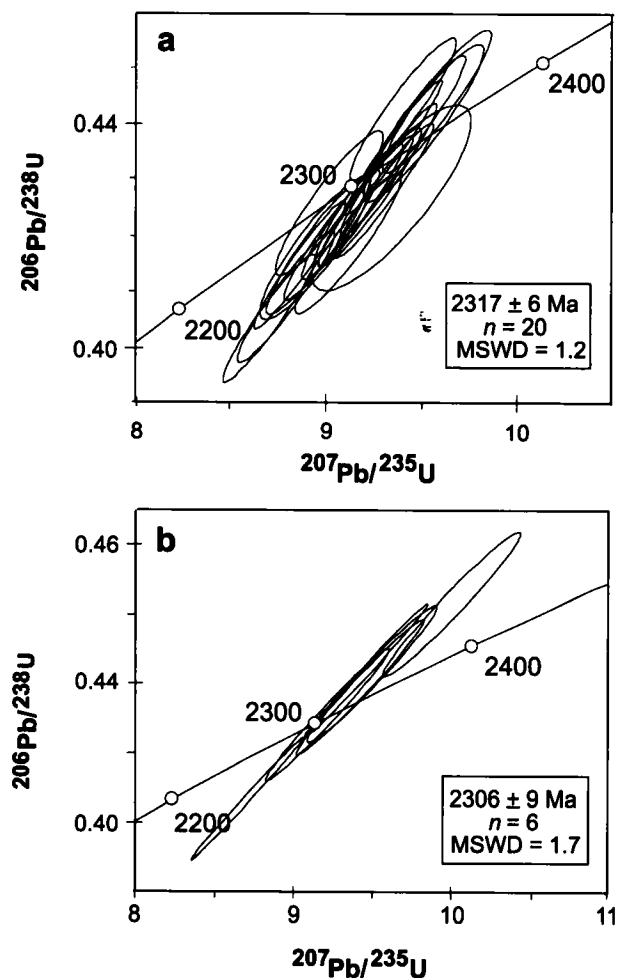 a
0.44
0.40
2400
2300
2200
2317 ± 6 Ma
n = 20
MSWD = 1.2
8 9 10
²⁰⁶Pb/²³⁸U
²⁰⁷Pb/²³⁵U
b
0.46
0.44
0.40
2400
2300
2200
2306 ± 9 Ma
n = 6
MSWD = 1.7
8 9 10 11
²⁰⁶Pb/²³⁸U
²⁰⁷Pb/²³⁵U